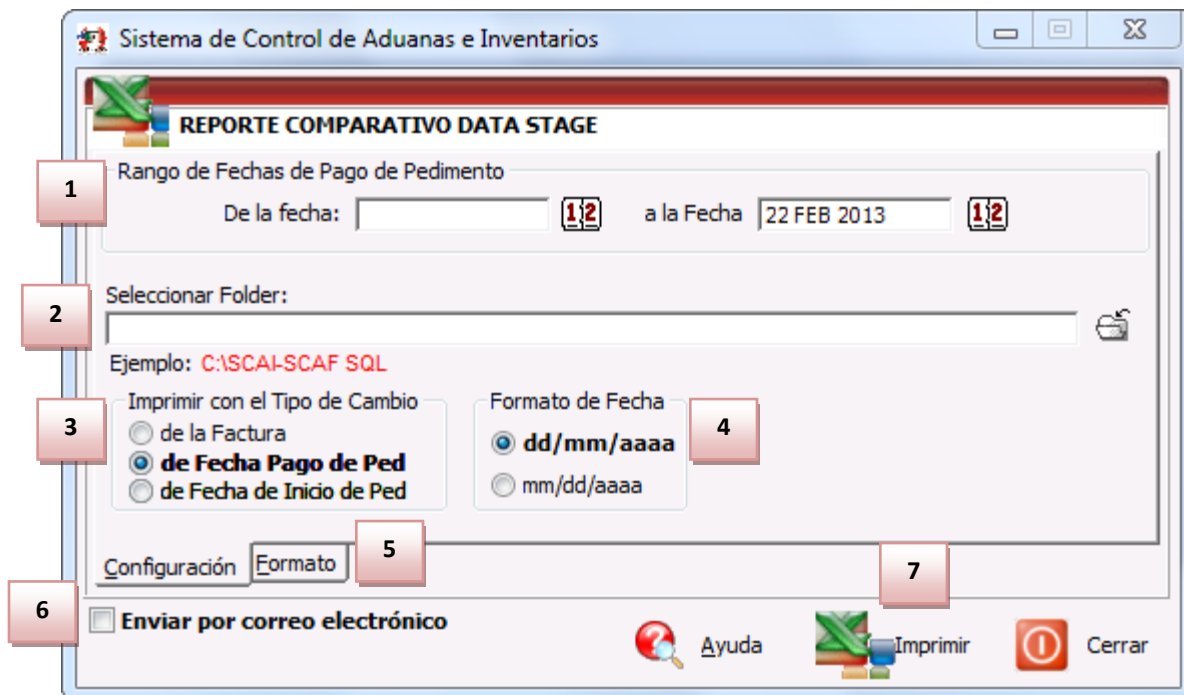 Sistema de Control de Aduanas e Inventarios
REPORTE COMPARATIVO DATA STAGE
1
Rango de Fechas de Pago de Pedimento
De la fecha: 12 a la Fecha 22 FEB 2013 12
2
Seleccionar Folder:
Ejemplo: C:\SCAI-SCAF SQL
3
Imprimir con el Tipo de Cambio
de la Factura
de Fecha Pago de Ped
de Fecha de Inicio de Ped
Formato de Fecha
dd/mm/aaaa
mm/dd/aaaa
4
Configuración Formato
5
6
Enviar por correo electrónico
7
Ayuda Imprimir Cerrar